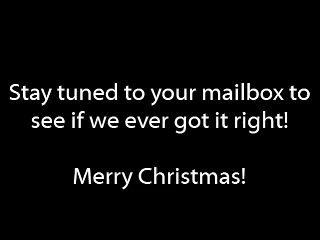 Stay tuned to your mailbox to
see if we ever got it right!
Merry Christmas!